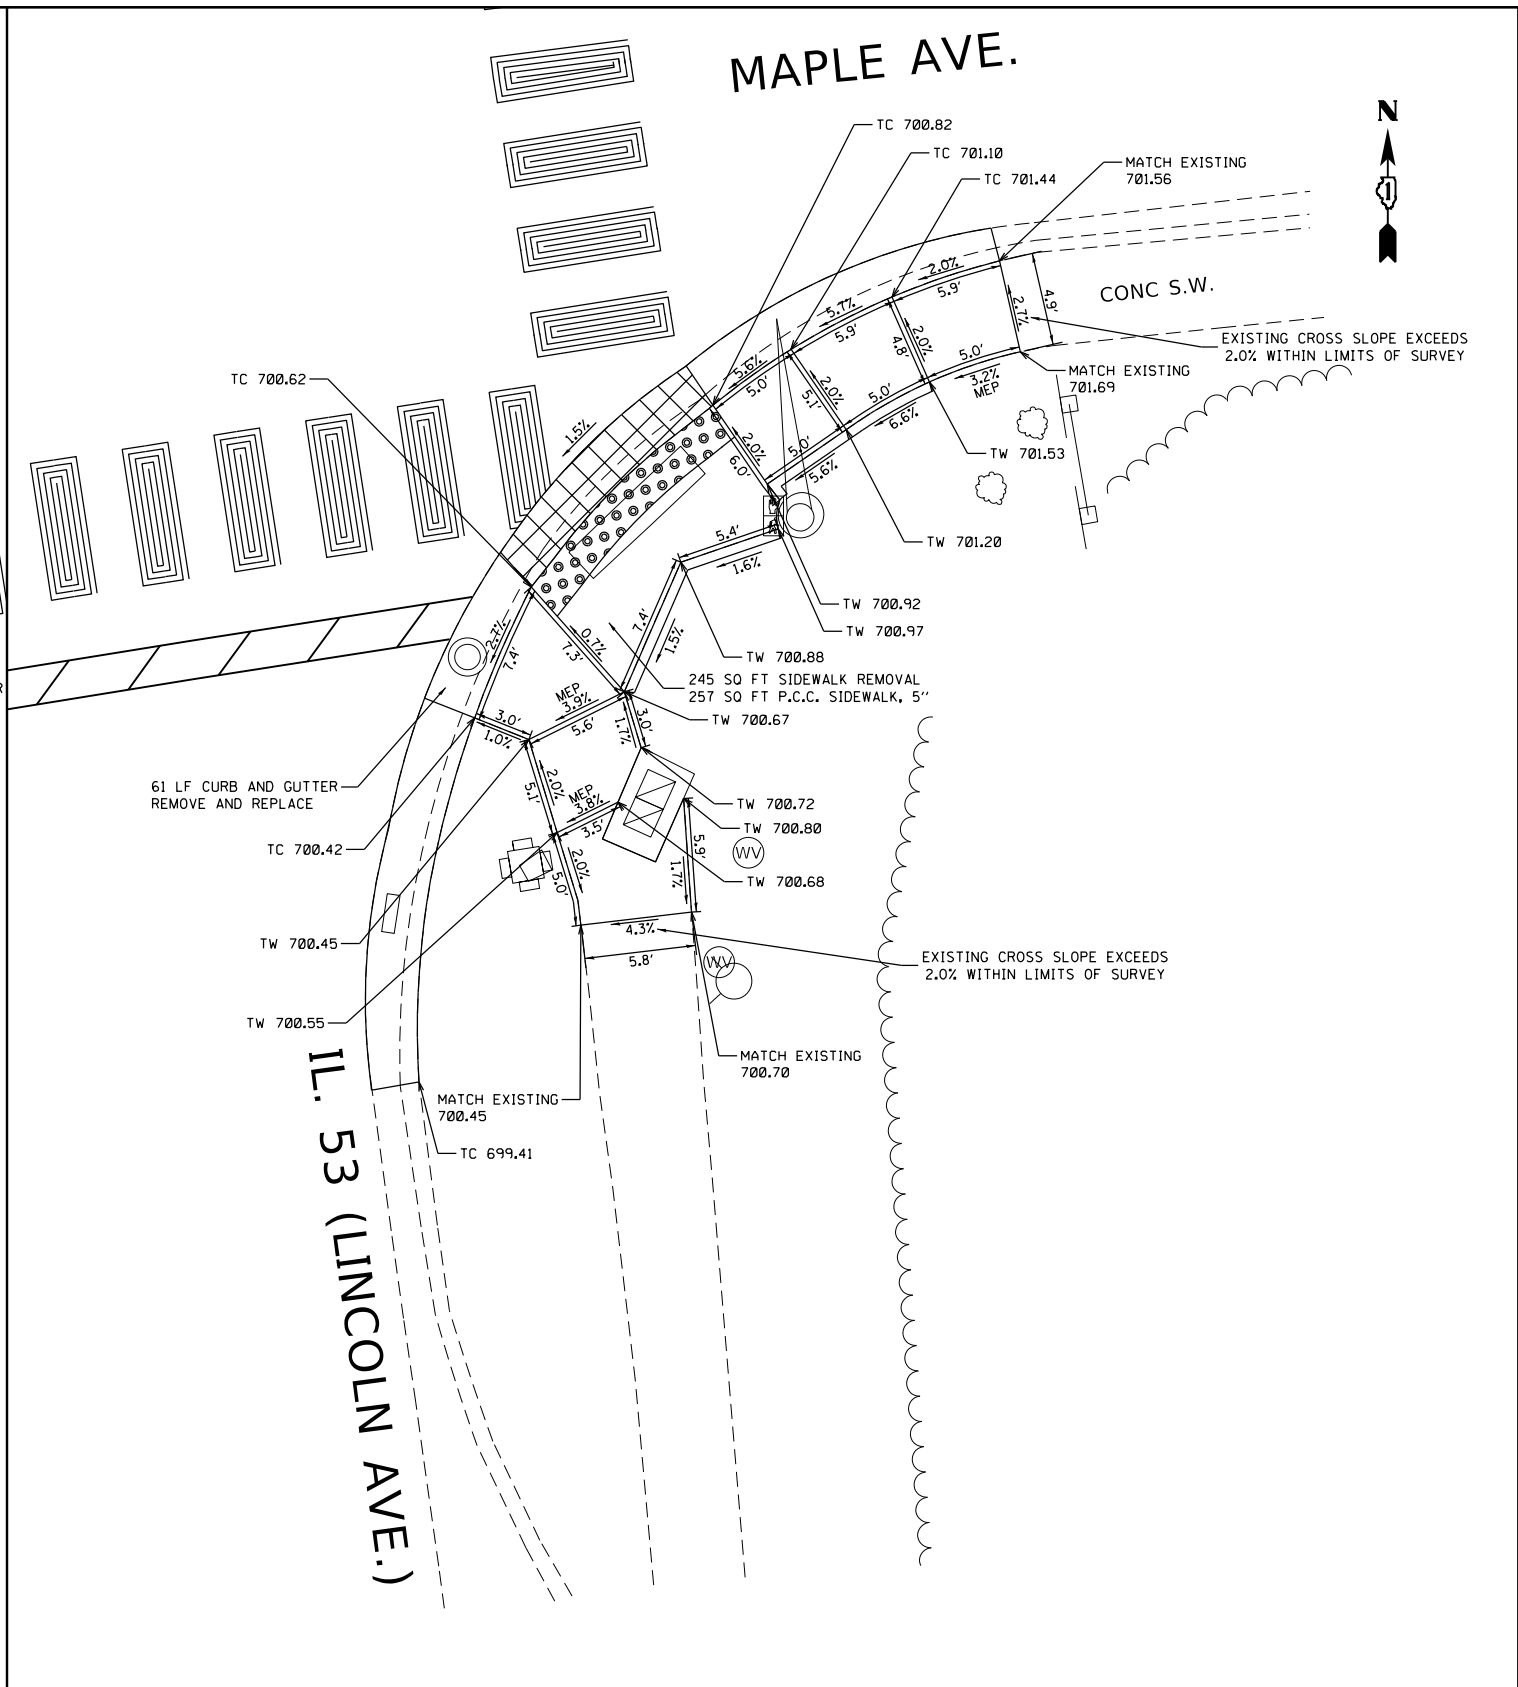 MAPLE AVE.
N
1
TC 700.82
TC 701.10
TC 701.44
MATCH EXISTING
701.56
2.0%
5.9'
4.9'
2.7%
CONC S.W.
5.7%
5.9'
2.0%
4.8'
5.0'
3.2%
MEP
EXISTING CROSS SLOPE EXCEEDS
2.0% WITHIN LIMITS OF SURVEY
MATCH EXISTING
701.69
TC 700.62
5.6%
5.0'
2.0%
5.1'
5.0'
6.6%
1.5%
2.0%
6.0'
5.0'
5.6%
TW 701.53
TW 701.20
5.4'
1.6%
TW 700.92
TW 700.97
TW 700.88
2.7%
7.4'
0.7%
7.3'
7.4'
1.5%
245 SQ FT SIDEWALK REMOVAL
257 SQ FT P.C.C. SIDEWALK, 5"
TW 700.67
R
MEP
3.9%
5.6'
3.0'
1.0%
3.0'
1.7%
61 LF CURB AND GUTTER
REMOVE AND REPLACE
2.0%
5.1'
MEP
3.8%
3.5'
TW 700.72
TW 700.80
TC 700.42
WV
5.9'
1.7%
2.0%
5.0'
TW 700.68
TW 700.45
4.3%
5.8'
WV
EXISTING CROSS SLOPE EXCEEDS
2.0% WITHIN LIMITS OF SURVEY
TW 700.55
MATCH EXISTING
700.70
MATCH EXISTING
700.45
TC 699.41
IL. 53 (LINCOLN AVE.)